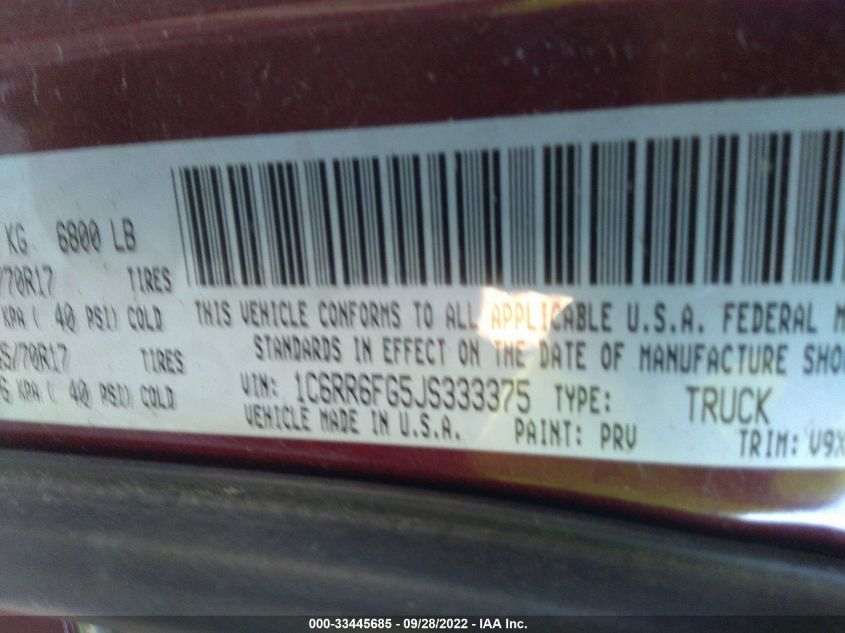 KG 6800 LB
/70R17 TIRES
KPA ( 40 PSI) COLD
5/70R17 TIRES
6 KPA ( 40 PSI) COLD
THIS VEHICLE CONFORMS TO ALL APPLICABLE U.S.A. FEDERAL M
STANDARDS IN EFFECT ON THE DATE OF MANUFACTURE SHO
VIN: 1C6RR6FG5JS333375 TYPE: TRUCK
VEHICLE MADE IN U.S.A. PAINT: PRV TRIM: V9X
000-33445685 - 09/28/2022 - IAA Inc.